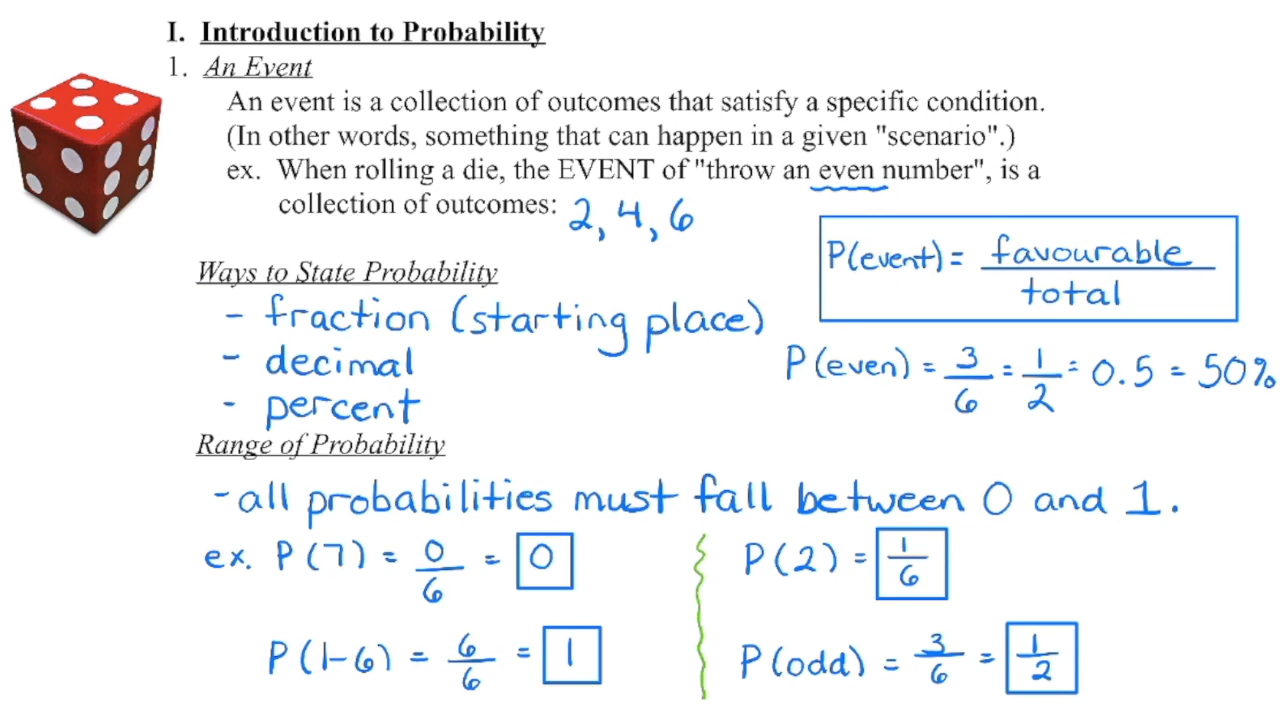 I. Introduction to Probability
1. An Event
An event is a collection of outcomes that satisfy a specific condition.
(In other words, something that can happen in a given "scenario".)
ex. When rolling a die, the EVENT of "throw an even number", is a
collection of outcomes: 2, 4, 6
P(event) = favourable / total
Ways to State Probability
- fraction (starting place)
- decimal
- percent
P(even) = 3/6 = 1/2 = 0.5 = 50%
Range of Probability
- all probabilities must fall between 0 and 1.
ex. P(7) = 0/6 = 0
P(1-6) = 6/6 = 1
P(2) = 1/6
P(odd) = 3/6 = 1/2